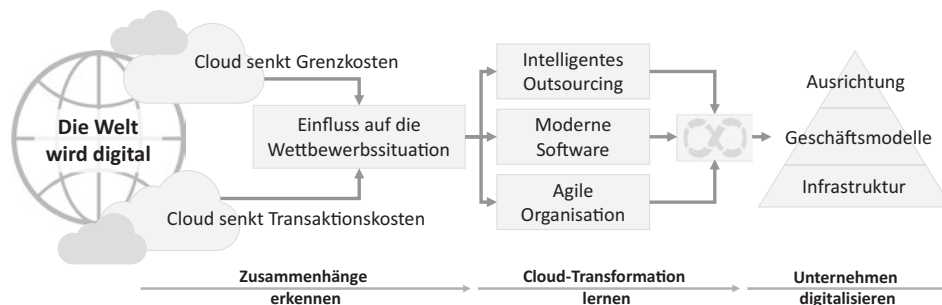 Cloud senkt Grenzkosten
Die Welt
wird digital
Cloud senkt Transaktionskosten
Einfluss auf die
Wettbewerbssituation
Intelligentes
Outsourcing
Moderne
Software
Agile
Organisation
Ausrichtung
Geschäftsmodelle
Infrastruktur
Zusammenhänge
erkennen
Cloud-Transformation
lernen
Unternehmen
digitalisieren